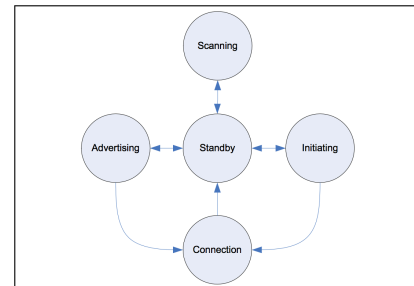 Scanning
Advertising
Standby
Initiating
Connection